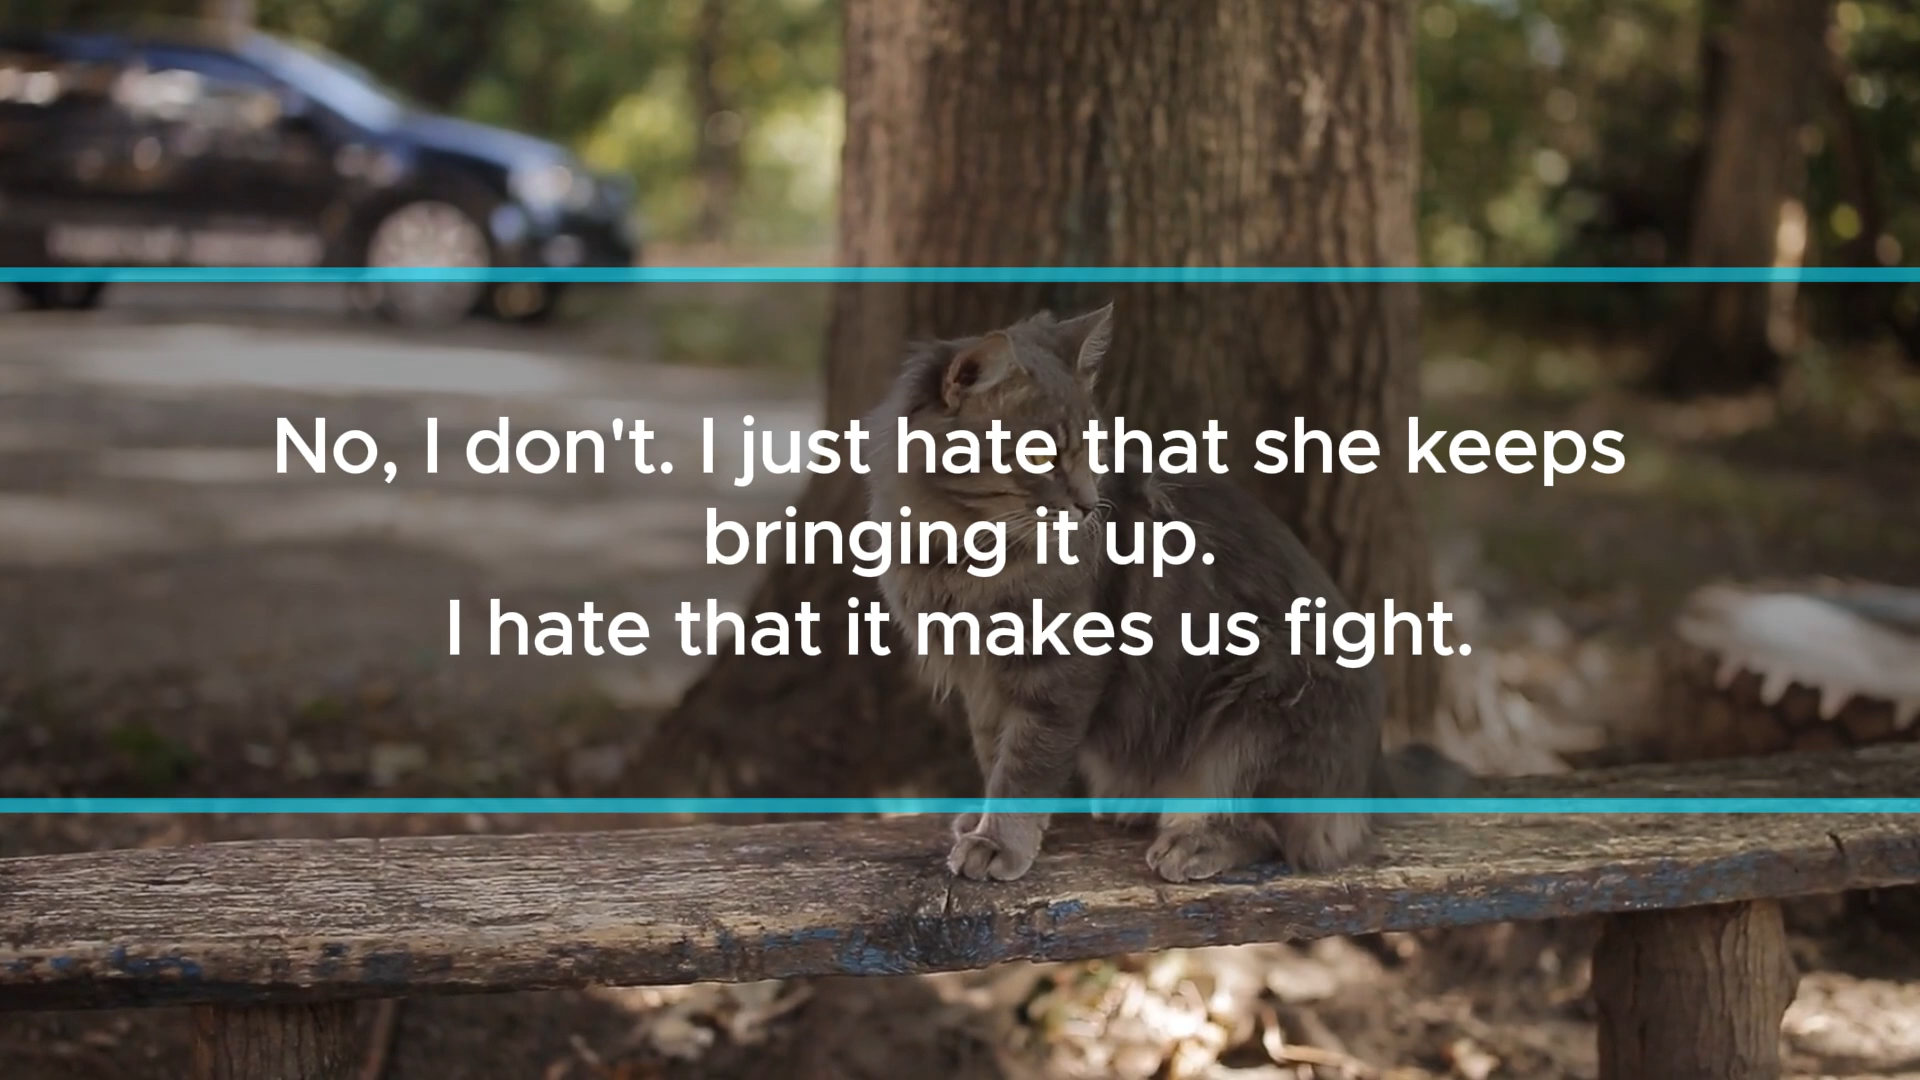 No, I don't. I just hate that she keeps
bringing it up.
I hate that it makes us fight.